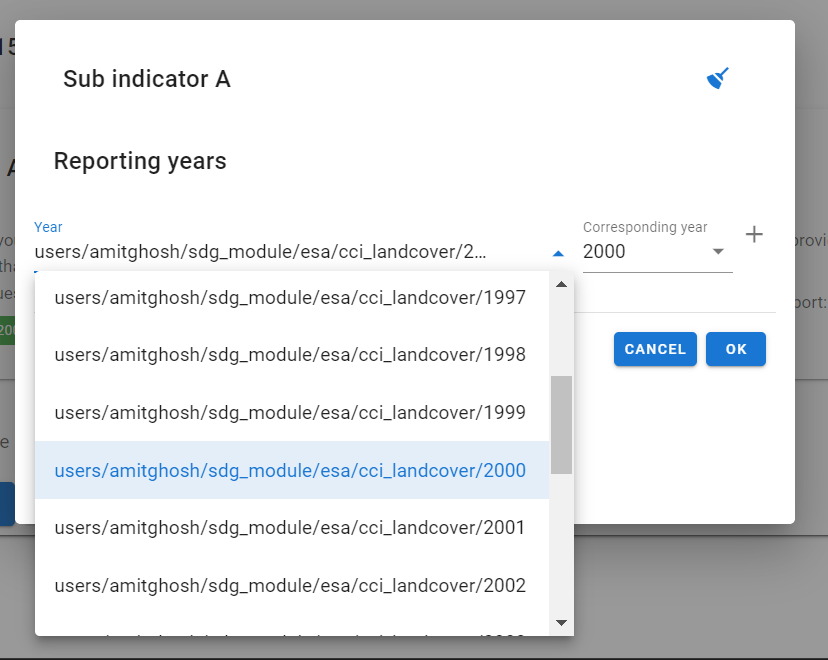 Sub indicator A
Reporting years
Year
users/amitghosh/sdg_module/esa/cci_landcover/2...
Corresponding year
2000
users/amitghosh/sdg_module/esa/cci_landcover/1997
users/amitghosh/sdg_module/esa/cci_landcover/1998
CANCEL
OK
users/amitghosh/sdg_module/esa/cci_landcover/1999
users/amitghosh/sdg_module/esa/cci_landcover/2000
users/amitghosh/sdg_module/esa/cci_landcover/2001
users/amitghosh/sdg_module/esa/cci_landcover/2002